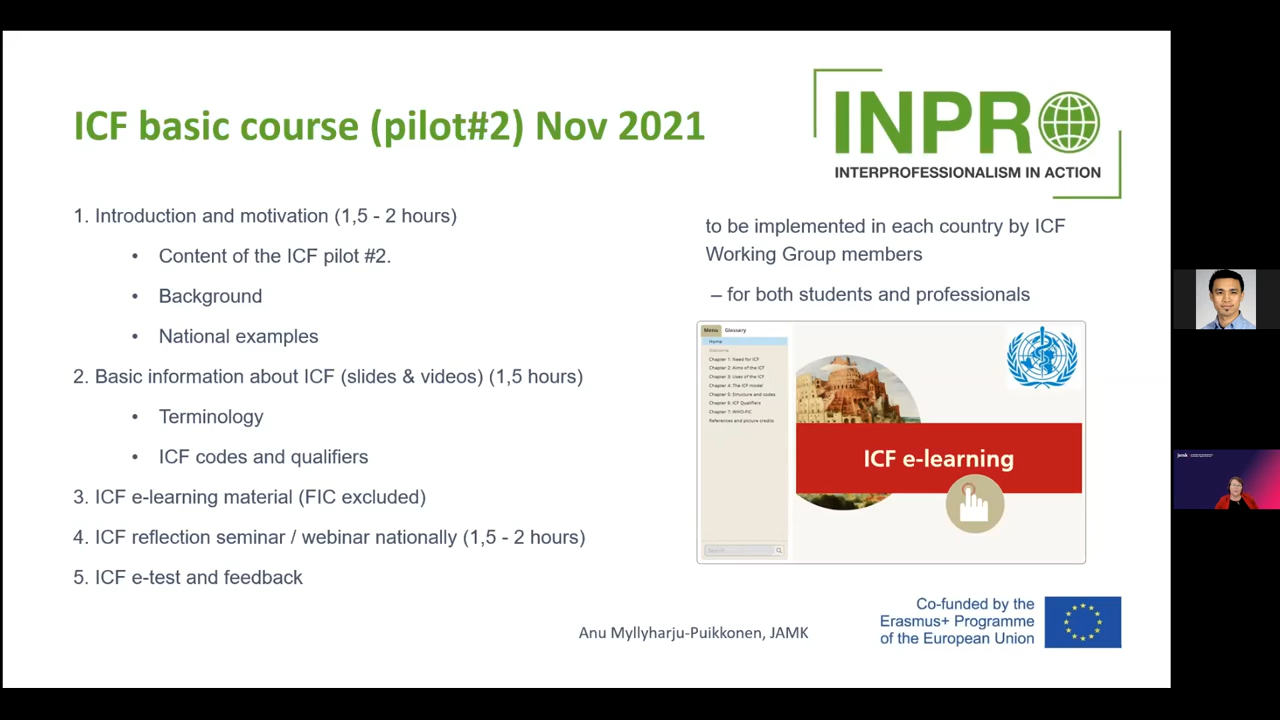 ICF basic course (pilot#2) Nov 2021
INPRO
INTERPROFESSIONALISM IN ACTION
1. Introduction and motivation (1,5 - 2 hours)
• Content of the ICF pilot #2.
• Background
• National examples
2. Basic information about ICF (slides & videos) (1,5 hours)
• Terminology
• ICF codes and qualifiers
3. ICF e-learning material (FIC excluded)
4. ICF reflection seminar / webinar nationally (1,5 - 2 hours)
5. ICF e-test and feedback
to be implemented in each country by ICF
Working Group members
– for both students and professionals
Menu Glossary
Home
Welcome
Chapter 1: Need for ICF
Chapter 2: Aims of the ICF
Chapter 3: Uses of the ICF
Chapter 4: The ICF model
Chapter 5: Structure and codes
Chapter 6: ICF Qualifiers
Chapter 7: WHO-FIC
References and picture credits
Search
ICF e-learning
Anu Myllyharju-Puikkonen, JAMK
Co-funded by the
Erasmus+ Programme
of the European Union
jamk